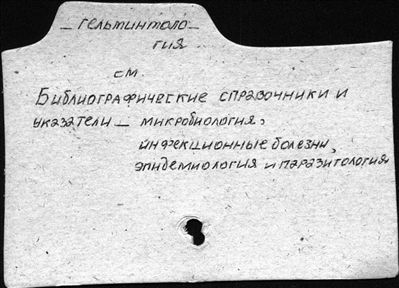 _ гельминтоло-
гия
см.
Библиографические справочники и
указатели _ микробиология,
инфекционные болезни,
эпидемиология и паразитология